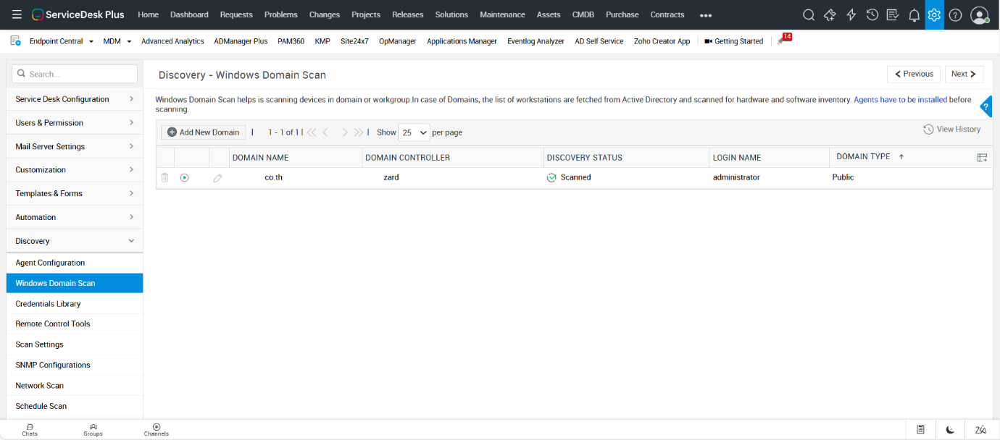 ServiceDesk Plus Home Dashboard Requests Problems Changes Projects Releases Solutions Maintenance Assets CMDB Purchase Contracts
Endpoint Central MDM Advanced Analytics ADManager Plus PAM360 KMP Site24x7 OpManager Applications Manager Eventlog Analyzer AD Self Service Zoho Creator App Getting Started 14
Search...
Service Desk Configuration
Users & Permission
Mail Server Settings
Customization
Templates & Forms
Automation
Discovery
Agent Configuration
Windows Domain Scan
Credentials Library
Remote Control Tools
Scan Settings
SNMP Configurations
Network Scan
Schedule Scan
Discovery - Windows Domain Scan
Previous Next
Windows Domain Scan helps is scanning devices in domain or workgroup.In case of Domains, the list of workstations are fetched from Active Directory and scanned for hardware and software inventory. Agents have to be installed before
scanning.
Add New Domain | 1 - 1 of 1 | | Show 25 per page View History
DOMAIN NAME DOMAIN CONTROLLER DISCOVERY STATUS LOGIN NAME DOMAIN TYPE
co.th zard Scanned administrator Public
Chats Groups Channels